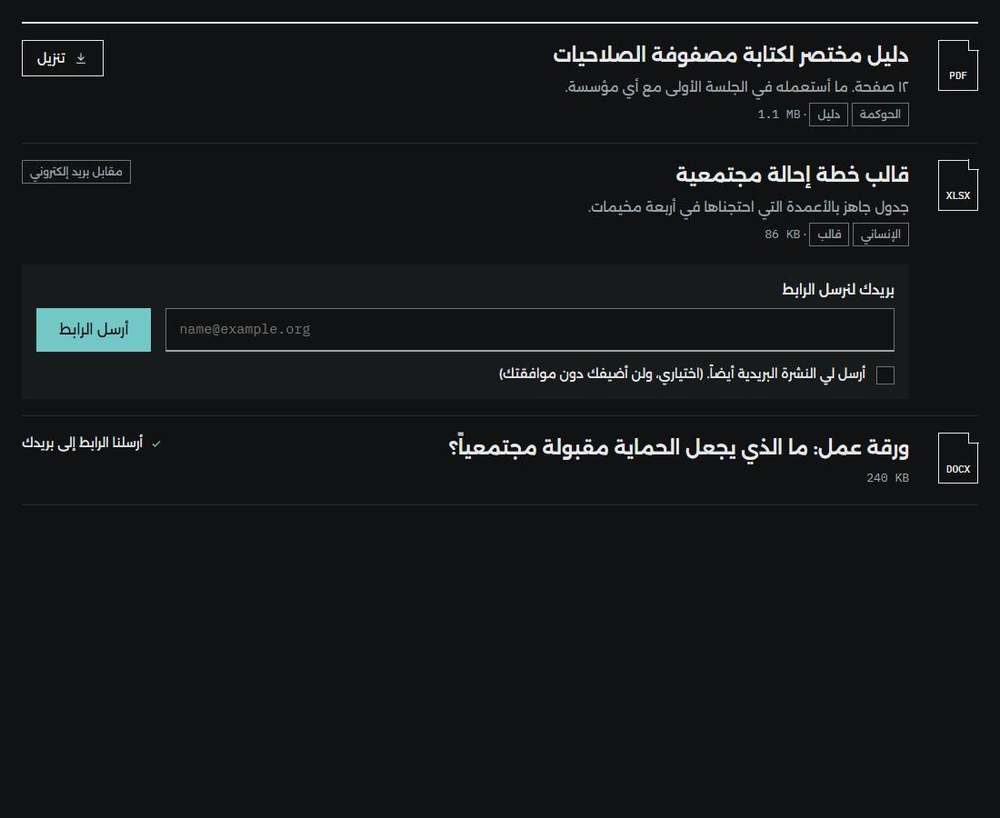 PDF
دليل مختصر لكتابة مصفوفة الصلاحيات
تنزيل
١٢ صفحة. ما أستعمله في الجلسة الأولى مع أي مؤسسة.
الحوكمة دليل · 1.1 MB
XLSX
قالب خطة إحالة مجتمعية
مقابل بريد إلكتروني
جدول جاهز بالأعمدة التي احتجناها في أربعة مخيمات.
الإنساني قالب · 86 KB
بريدك لنرسل الرابط
name@example.org
أرسل الرابط
أرسل لي النشرة البريدية أيضاً. (اختياري، ولن أضيفك دون موافقتك)
DOCX
ورقة عمل: ما الذي يجعل الحماية مقبولة مجتمعياً؟
✓ أرسلنا الرابط إلى بريدك
240 KB